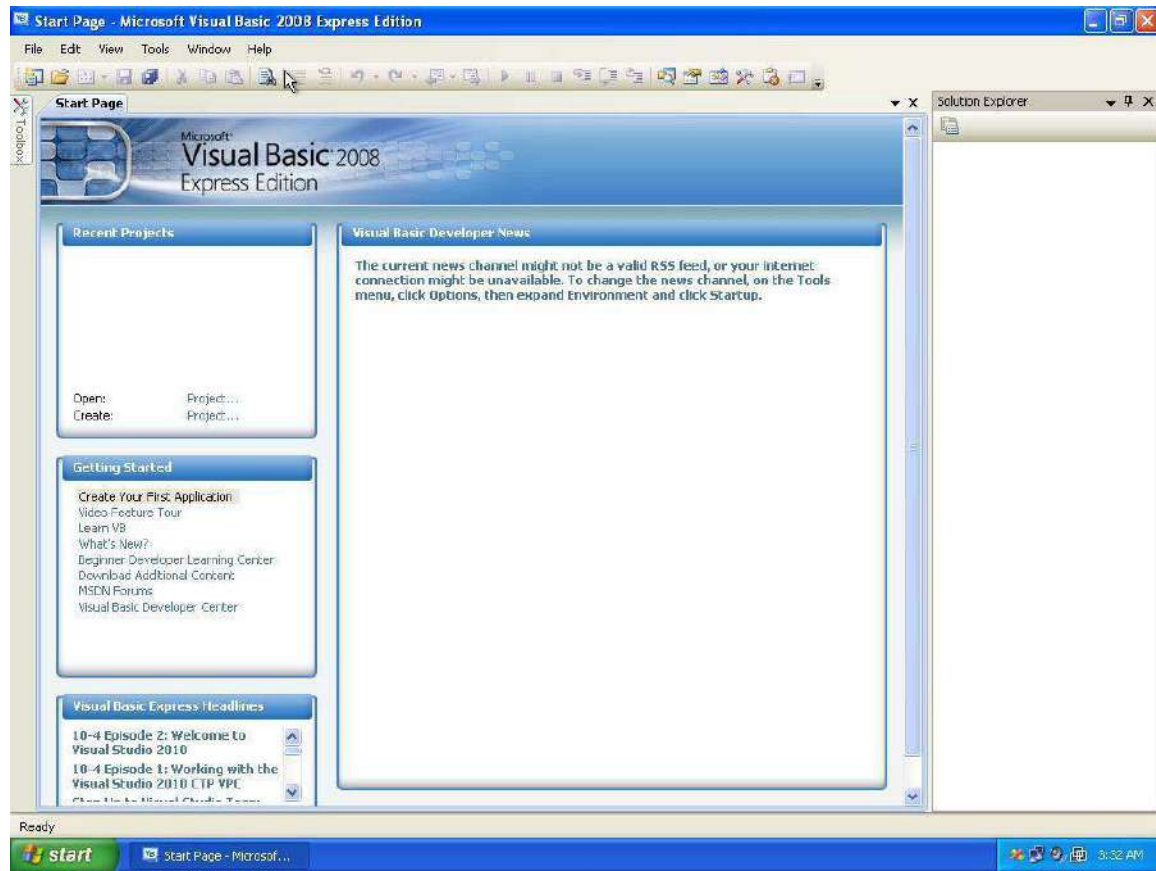 Start Page - Microsoft Visual Basic 2008 Express Edition
File Edit View Tools Window Help
Toolbox
Start Page
Solution Explorer
Microsoft
Visual Basic 2008
Express Edition
Recent Projects
Open: Project...
Create: Project...
Getting Started
Create Your First Application
Video Feature Tour
Learn VB
What's New?
Beginner Developer Learning Center
Download Additional Content
MSDN Forums
Visual Basic Developer Center
Visual Basic Express Headlines
10-4 Episode 2: Welcome to
Visual Studio 2010
10-4 Episode 1: Working with the
Visual Studio 2010 CTP VPC
Visual Basic Developer News
The current news channel might not be a valid RSS feed, or your internet
connection might be unavailable. To change the news channel, on the Tools
menu, click Options, then expand Environment and click Startup.
Ready
start
Start Page - Microsof...
3:32 AM